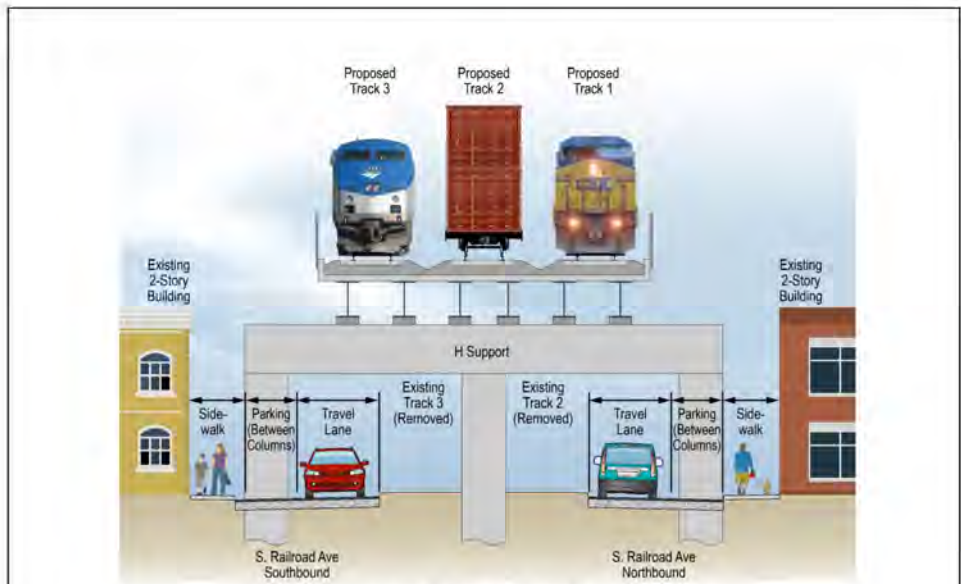 Proposed
Track 3
Proposed
Track 2
Proposed
Track 1
Existing
2-Story
Building
Existing
2-Story
Building
H Support
Side-
walk
Parking
(Between
Columns)
Travel
Lane
Existing
Track 3
(Removed)
Existing
Track 2
(Removed)
Travel
Lane
Parking
(Between
Columns)
Side-
walk
S. Railroad Ave
Southbound
S. Railroad Ave
Northbound